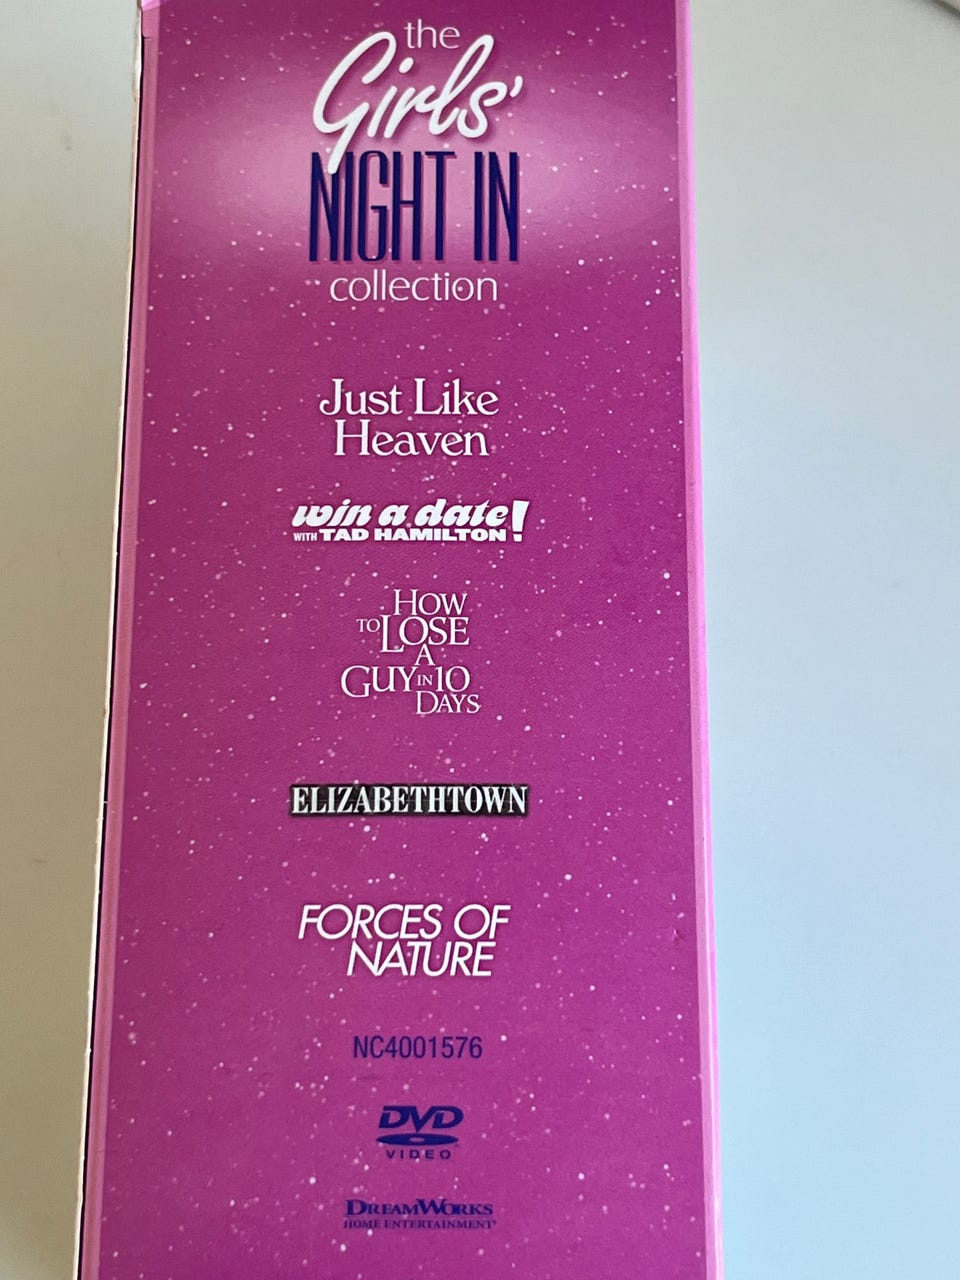 the
Girls'
NIGHT IN
collection
Just Like
Heaven
win a date!
WITH TAD HAMILTON
HOW
TO LOSE
A
GUY IN 10
DAYS
ELIZABETHTOWN
FORCES OF
NATURE
NC4001576
DVD
VIDEO
DREAMWORKS
HOME ENTERTAINMENT